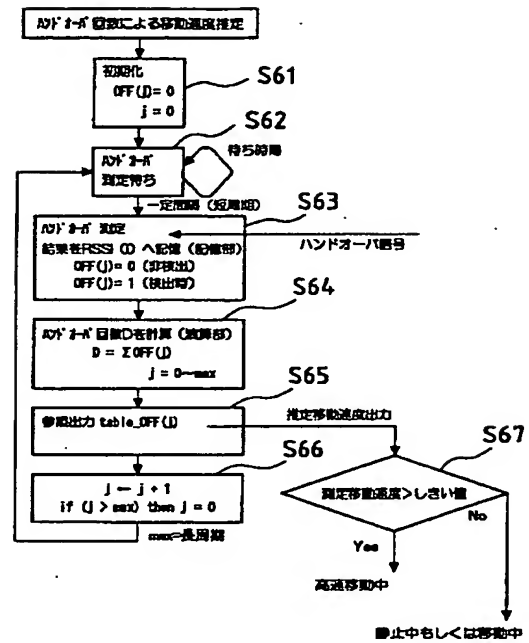 ハンドオーバ回数による移動速度推定
S61
初期化
OFF(j)= 0
j = 0
S62
ハンドオーバ
測定待ち
待ち時間
一定間隔 (短周期)
S63
ハンドオーバ 測定
結果をRSSI(j) へ記憶 (記憶部)
OFF(j)= 0 (非検出)
OFF(j)= 1 (検出時)
ハンドオーバ信号
S64
ハンドオーバ回数Dを計算 (演算部)
D = ΣOFF(j)
j = 0~max
S65
参照出力 table_OFF(j)
推定移動速度出力
S66
j ← j + 1
if (j > max) then j = 0
max=長周期
S67
測定移動速度>しきい値
No
Yes
高速移動中
静止中もしくは移動中